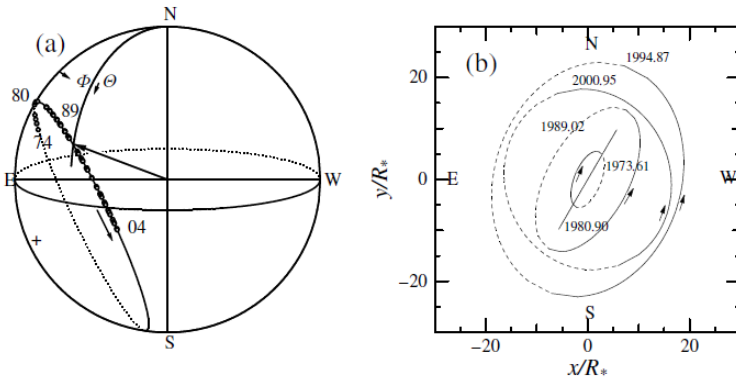 (a)
N
Φ
Θ
80
89
74
E
W
04
+
S
(b)
N
1994.87
2000.95
1989.02
1973.61
1980.90
E
W
S
20
0
−20
y/R*
−20
0
20
x/R*